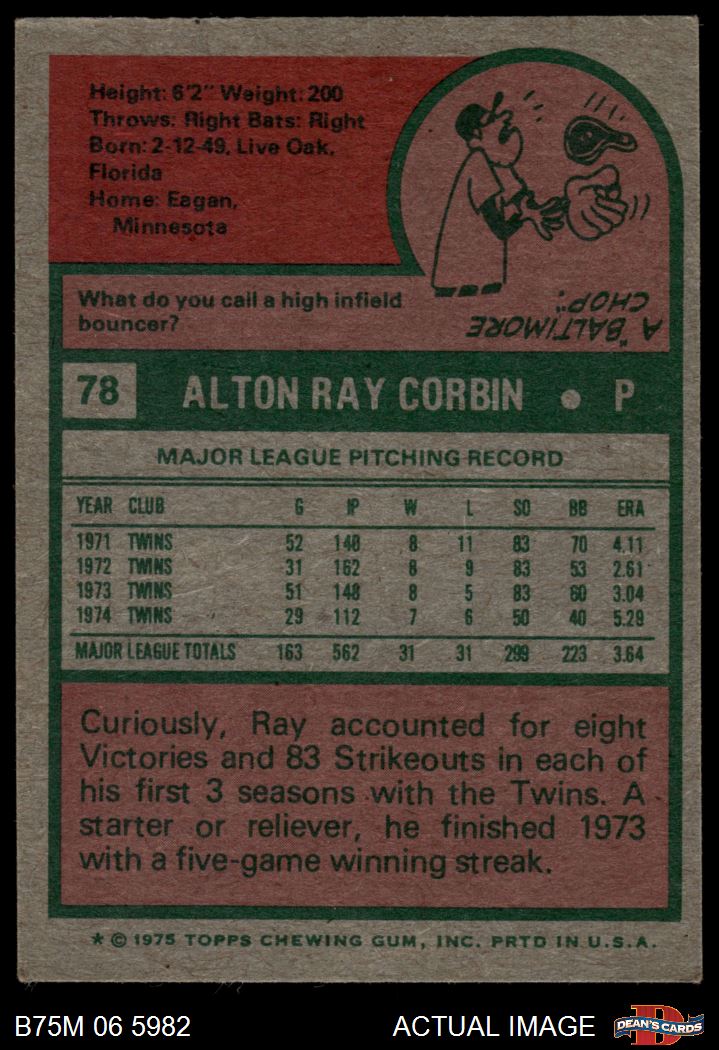 Height: 6'2" Weight: 200
Throws: Right Bats: Right
Born: 2-12-49, Live Oak,
Florida
Home: Eagan,
Minnesota
What do you call a high infield
bouncer?
A "BALTIMORE
CHOP."
78 ALTON RAY CORBIN • P
MAJOR LEAGUE PITCHING RECORD
YEAR CLUB G IP W L SO BB ERA
1971 TWINS 52 140 8 11 83 70 4.11
1972 TWINS 31 162 8 9 83 53 2.61
1973 TWINS 51 148 8 5 83 60 3.04
1974 TWINS 29 112 7 6 50 40 5.29
MAJOR LEAGUE TOTALS 163 562 31 31 299 223 3.64
Curiously, Ray accounted for eight
Victories and 83 Strikeouts in each of
his first 3 seasons with the Twins. A
starter or reliever, he finished 1973
with a five-game winning streak.
* © 1975 TOPPS CHEWING GUM, INC. PRTD IN U.S.A.
B75M 06 5982 ACTUAL IMAGE D DEAN'S CARDS